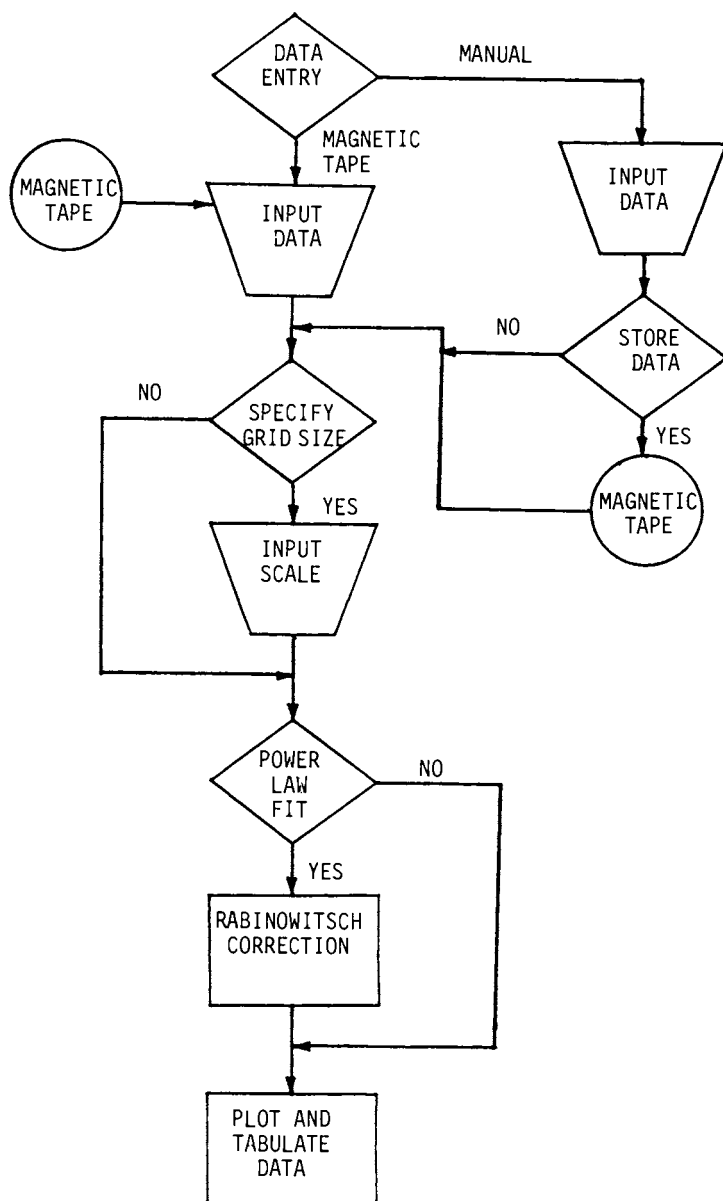 DATA
ENTRY
MANUAL
MAGNETIC
TAPE
MAGNETIC
TAPE
INPUT
DATA
INPUT
DATA
NO
STORE
DATA
YES
MAGNETIC
TAPE
NO
SPECIFY
GRID SIZE
YES
INPUT
SCALE
POWER
LAW
FIT
NO
YES
RABINOWITSCH
CORRECTION
PLOT AND
TABULATE
DATA